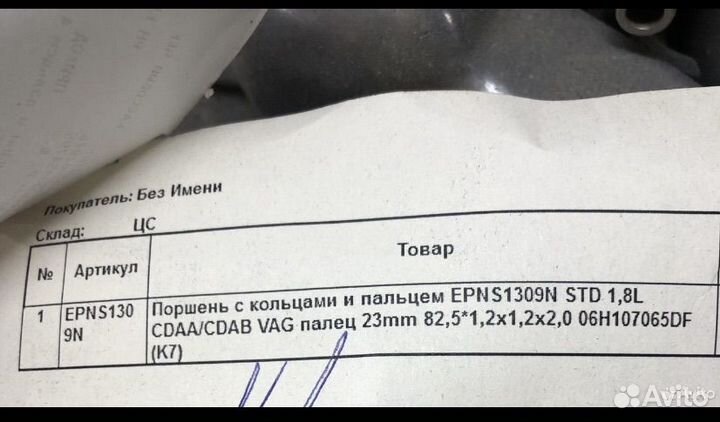 Покупатель: Без Имени
Склад: ЦС
№ Артикул Товар
1 EPNS130
9N
Поршень с кольцами и пальцем EPNS1309N STD 1,8L
CDAA/CDAB VAG палец 23mm 82,5*1,2x1,2x2,0 06H107065DF
(K7)
Avito